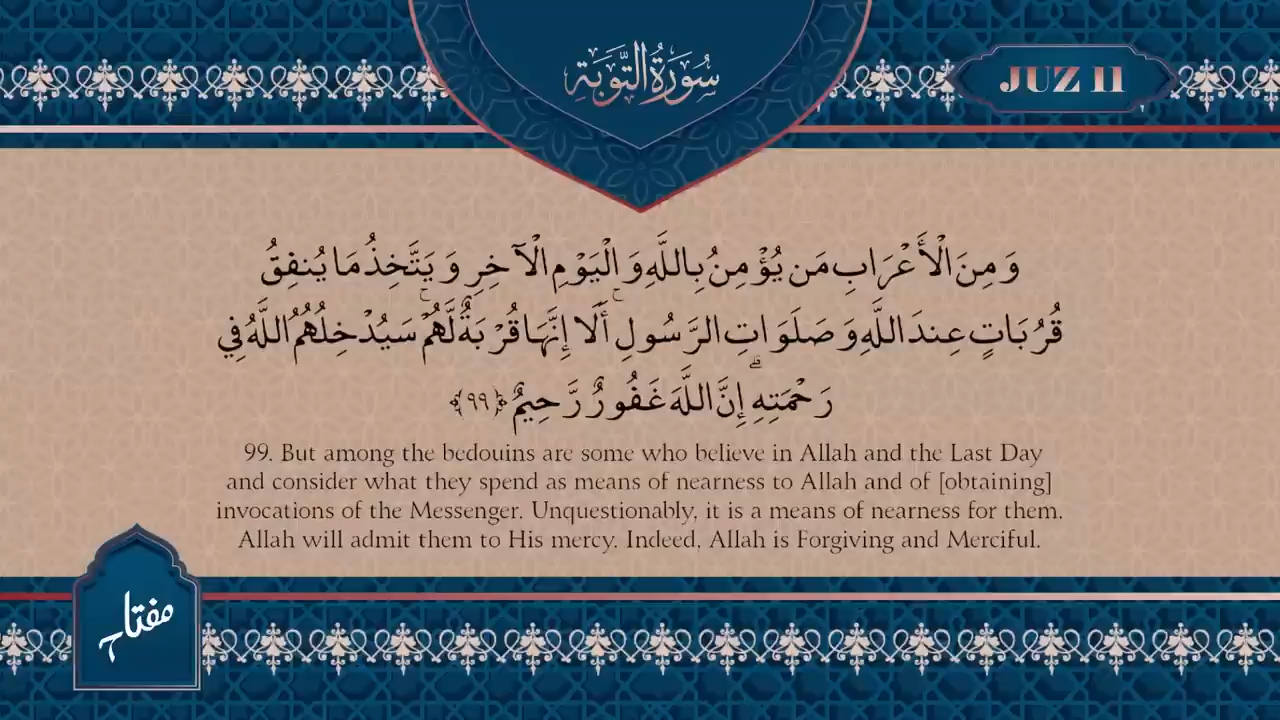 سُورَةُ التَّوْبَةِ
JUZ 11
وَمِنَ الْأَعْرَابِ مَن يُؤْمِنُ بِاللَّهِ وَالْيَوْمِ الْآخِرِ وَيَتَّخِذُ مَا يُنفِقُ
قُرُبَاتٍ عِندَ اللَّهِ وَصَلَوَاتِ الرَّسُولِ ۚ أَلَا إِنَّهَا قُرْبَةٌ لَّهُمْ ۚ سَيُدْخِلُهُمُ اللَّهُ فِي
رَحْمَتِهِ ۗ إِنَّ اللَّهَ غَفُورٌ رَّحِيمٌ ﴿٩٩﴾
99. But among the bedouins are some who believe in Allah and the Last Day
and consider what they spend as means of nearness to Allah and of [obtaining]
invocations of the Messenger. Unquestionably, it is a means of nearness for them.
Allah will admit them to His mercy. Indeed, Allah is Forgiving and Merciful.
مفتاح